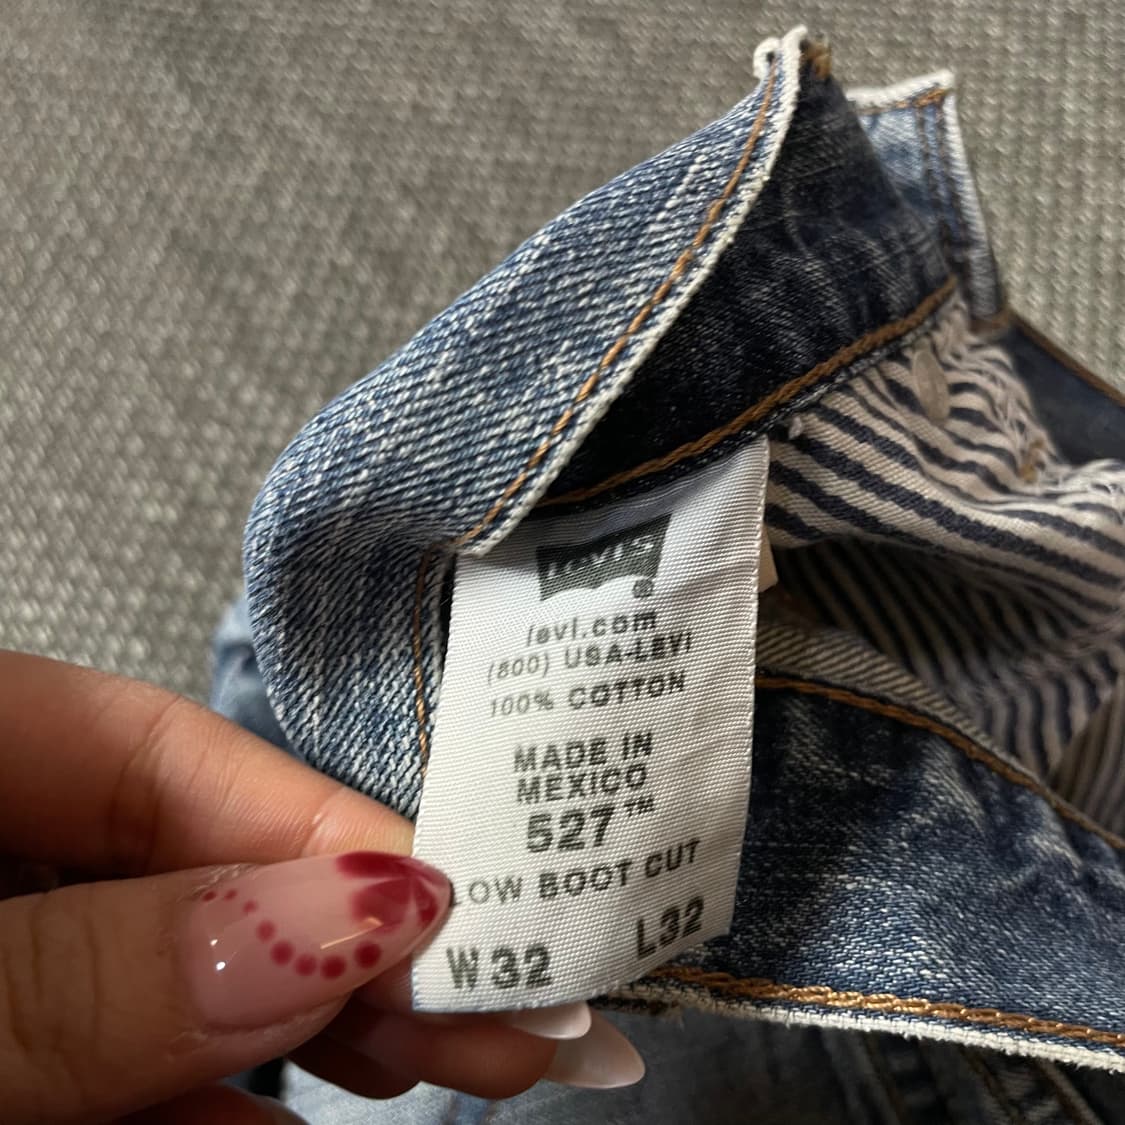 Levi's
®
levi.com
(800) USA-LEVI
100% COTTON
MADE IN
MEXICO
527™
LOW BOOT CUT
W32 L32